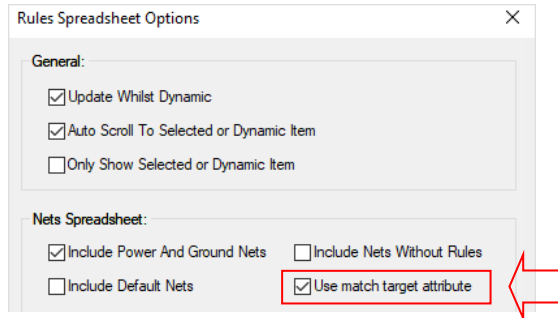 Rules Spreadsheet Options
General:
Update Whilst Dynamic
Auto Scroll To Selected or Dynamic Item
Only Show Selected or Dynamic Item
Nets Spreadsheet:
Include Power And Ground Nets Include Nets Without Rules
Include Default Nets Use match target attribute